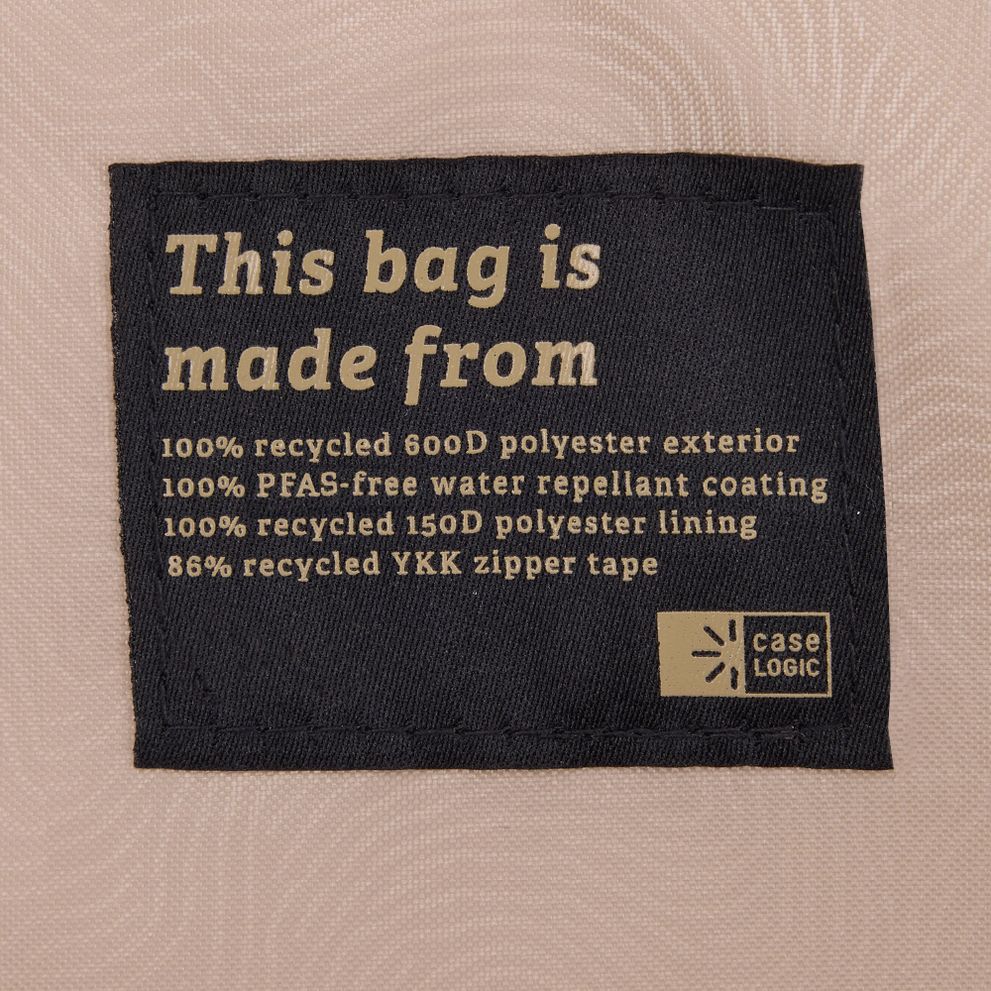 This bag is
made from
100% recycled 600D polyester exterior
100% PFAS-free water repellant coating
100% recycled 150D polyester lining
86% recycled YKK zipper tape
case
LOGIC